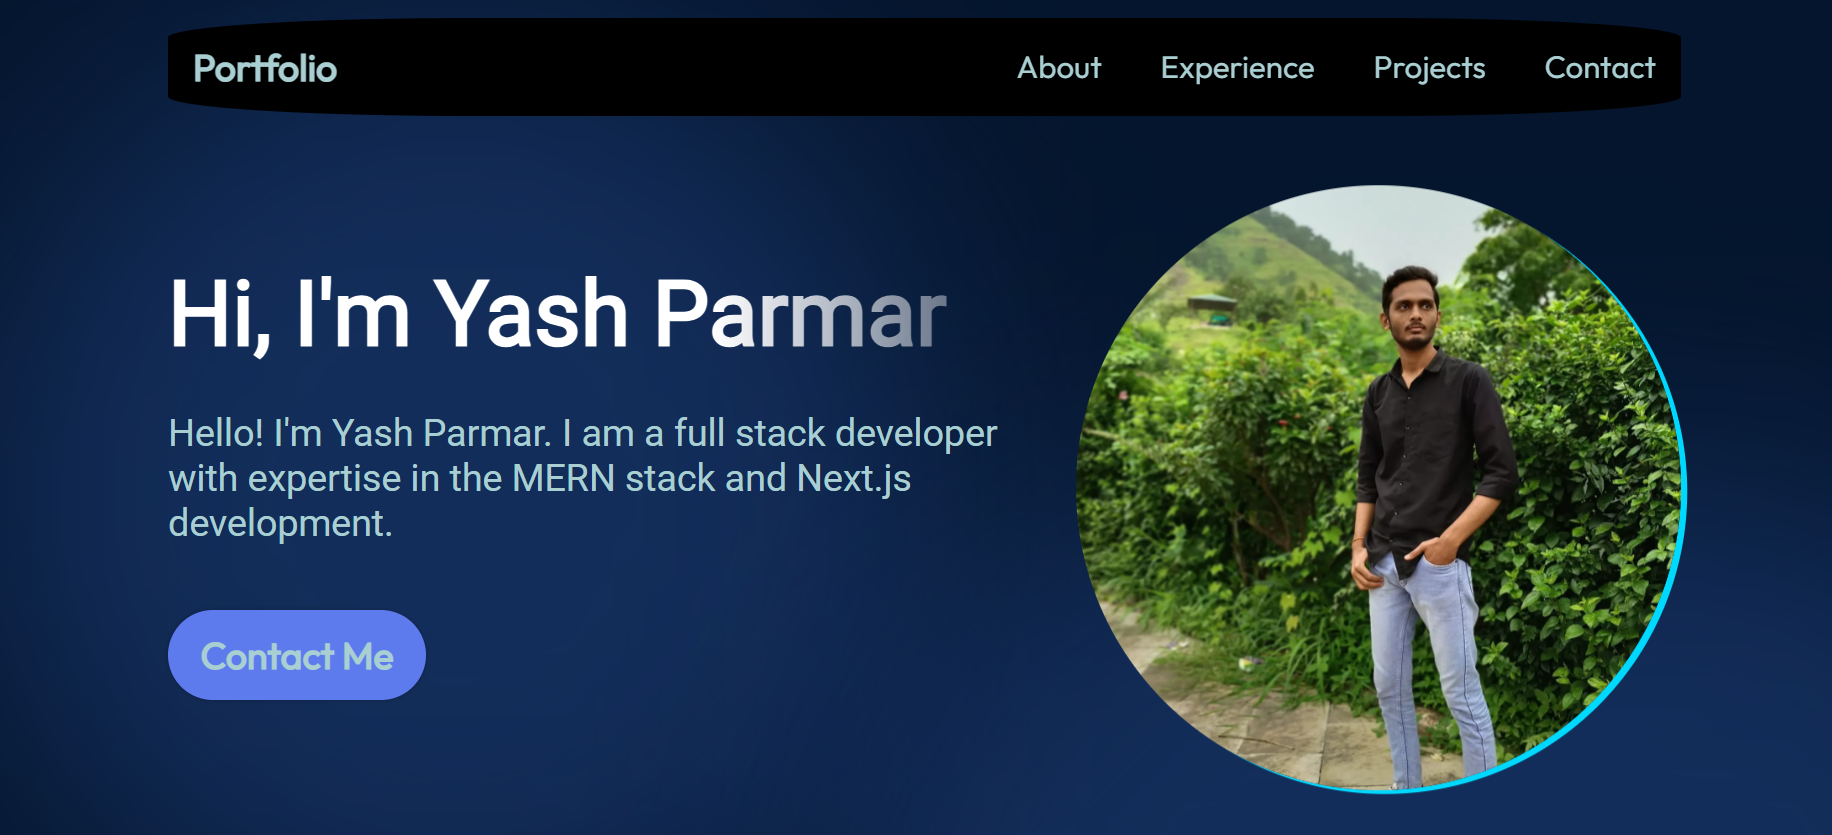 Portfolio
About Experience Projects Contact
Hi, I'm Yash Parmar
Hello! I'm Yash Parmar. I am a full stack developer
with expertise in the MERN stack and Next.js
development.
Contact Me